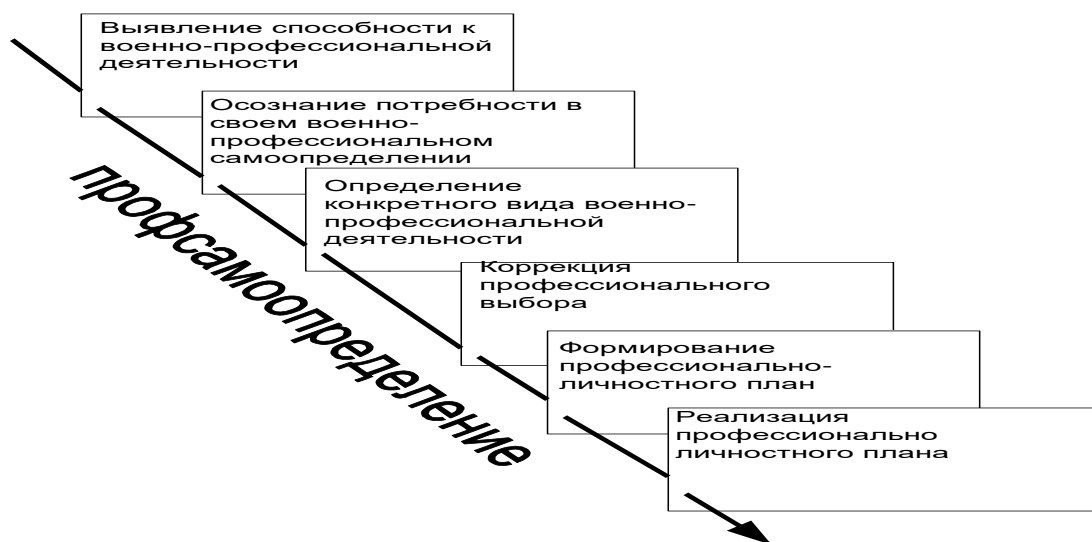 Выявление способности к
военно-профессиональной
деятельности
Осознание потребности в
своем военно-
профессиональном
самоопределении
Определение
конкретного вида военно-
профессиональной
деятельности
Коррекция
профессионального
выбора
Формирование
профессионально-
личностного план
Реализация
профессионально
личностного плана
профсамоопределение